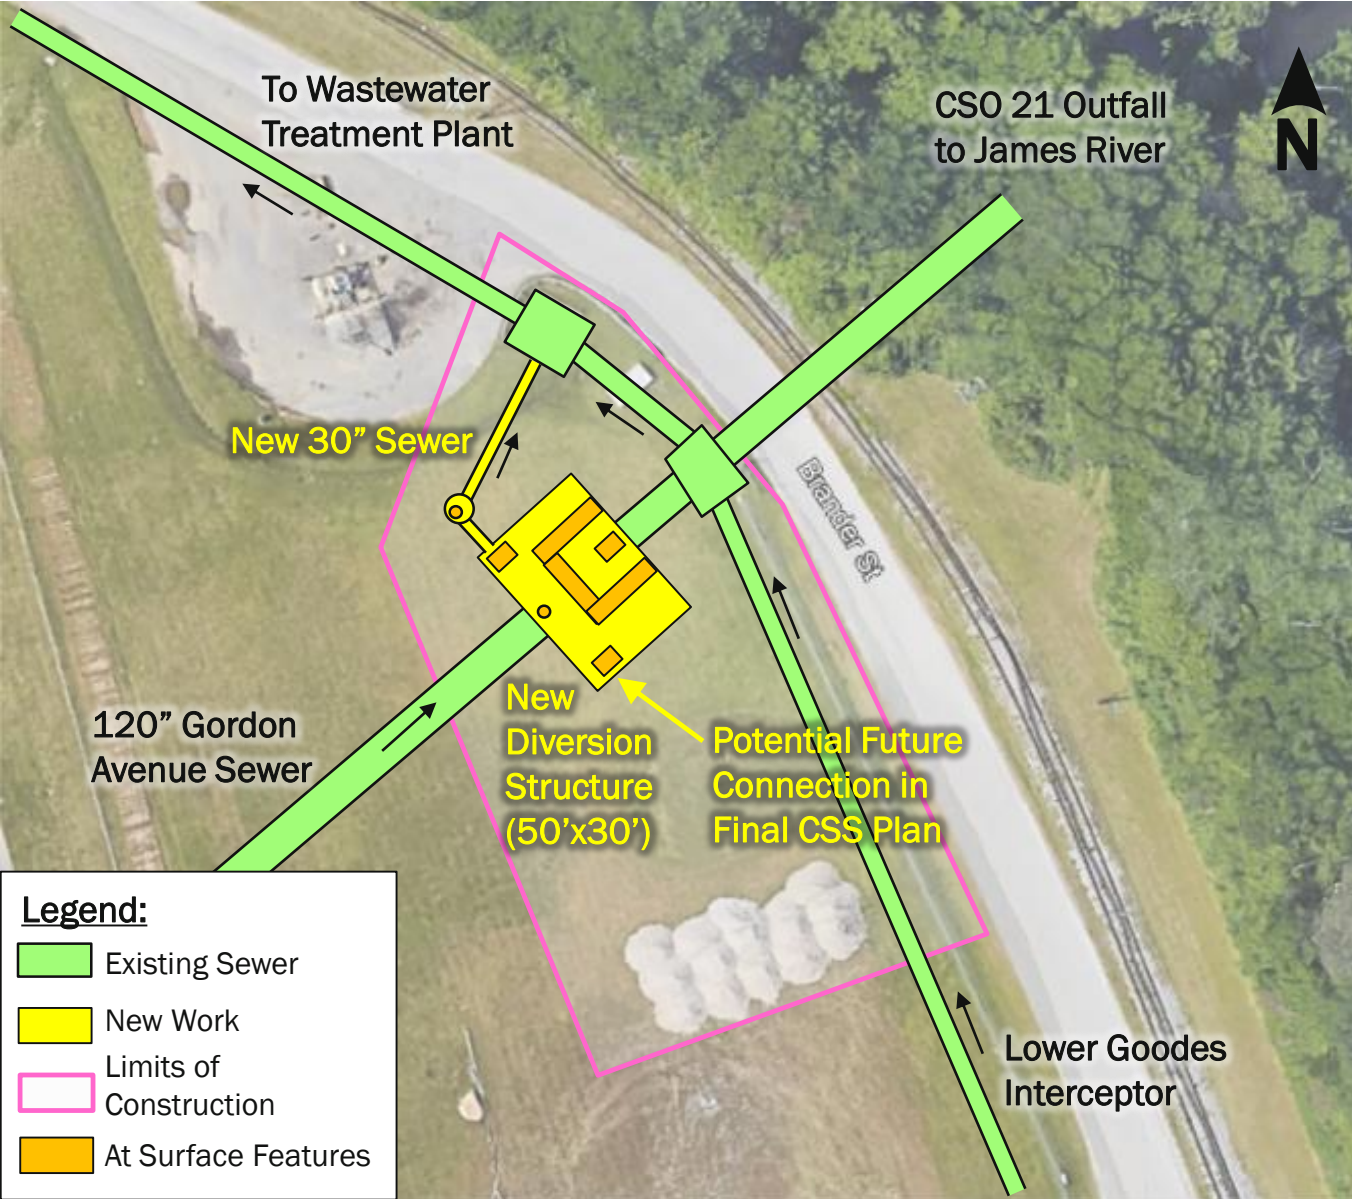 To Wastewater
Treatment Plant
CSO 21 Outfall
to James River
N
New 30” Sewer
Brander St
120” Gordon
Avenue Sewer
New
Diversion
Structure
(50’x30’)
Potential Future
Connection in
Final CSS Plan
Lower Goodes
Interceptor
Legend:
Existing Sewer
New Work
Limits of
Construction
At Surface Features